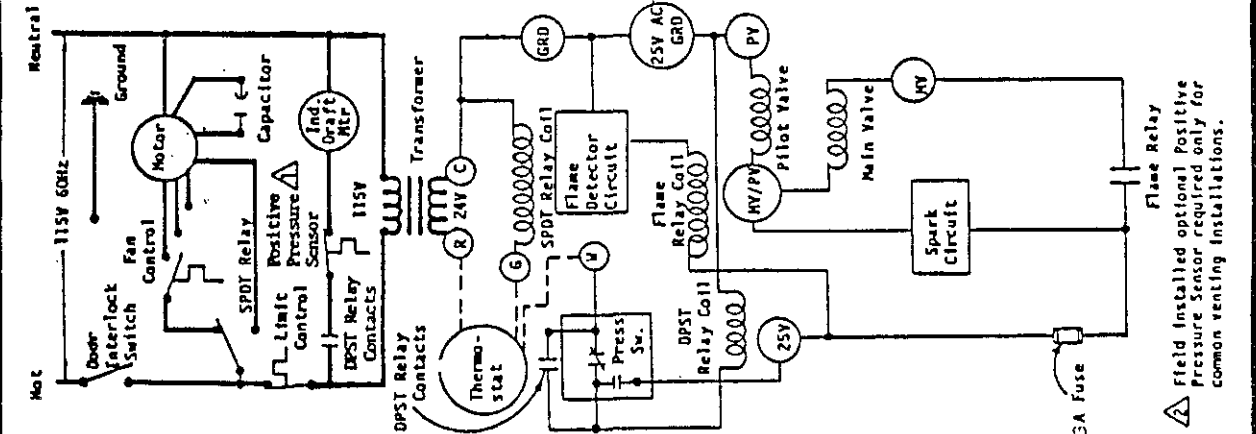 Hot
115V 60Hz
Neutral
Door
Interlock
Switch
Fan
Control
Ground
Motor
Capacitor
SPDT Relay
Limit
Control
Positive
Pressure
Sensor
Ind.
Draft
Mtr
DPST Relay
Contacts
115V
Transformer
24V
R
C
GRD
25V AC
GRD
PV
DPST Relay
Contacts
Thermo-
stat
G
SPDT Relay Coil
W
Flame
Detector
Circuit
Press
Sw.
Flame
Relay Coil
DPST
Relay Coil
25V
MV/PV
Pilot Valve
Main Valve
MV
Spark
Circuit
3A Fuse
Flame Relay
2 Field installed optional Positive
Pressure Sensor required only for
common venting installations.